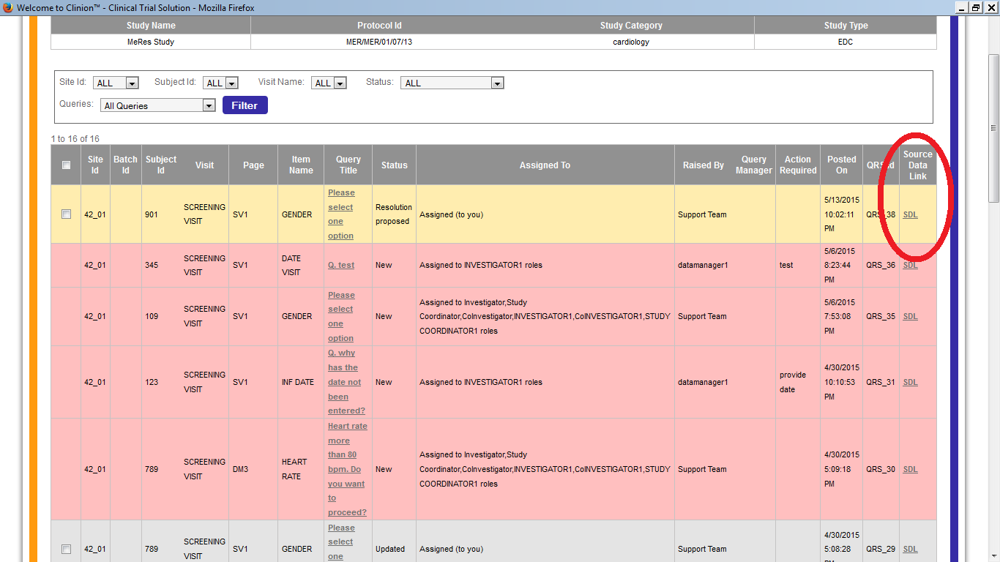 Welcome to Clinion™ - Clinical Trial Solution - Mozilla Firefox
Study Name Protocol Id Study Category Study Type
MeRes Study MER/MER/01/07/13 cardiology EDC
Site Id: ALL Subject Id: ALL Visit Name: ALL Status: ALL
Queries: All Queries Filter
1 to 16 of 16
Site Id Batch Id Subject Id Visit Page Item Name Query Title Status Assigned To Raised By Query Manager Action Required Posted On Source Data Link
42_01 901 SCREENING VISIT SV1 GENDER Please select one option Resolution proposed Assigned (to you) Support Team 5/13/2015 10:02:11 PM QRS_38 SDL
42_01 345 SCREENING VISIT SV1 DATE VISIT Q. test New Assigned to INVESTIGATOR1 roles datamanager1 test 5/6/2015 8:23:44 PM QRS_36 SDL
42_01 109 SCREENING VISIT SV1 GENDER Please select one option New Assigned to Investigator,Study Coordinator,CoInvestigator,INVESTIGATOR1,CoINVESTIGATOR1,STUDY COORDINATOR1 roles Support Team 5/6/2015 7:53:08 PM QRS_35 SDL
42_01 123 SCREENING VISIT SV1 INF DATE Q. why has the date not been entered? New Assigned to INVESTIGATOR1 roles datamanager1 provide date 4/30/2015 10:10:53 PM QRS_31 SDL
42_01 789 SCREENING VISIT DM3 HEART RATE Heart rate more than 80 bpm. Do you want to proceed? New Assigned to Investigator,Study Coordinator,CoInvestigator,INVESTIGATOR1,CoINVESTIGATOR1,STUDY COORDINATOR1 roles Support Team 4/30/2015 5:09:18 PM QRS_30 SDL
42_01 789 SCREENING VISIT SV1 GENDER Please select one Updated Assigned (to you) Support Team 4/30/2015 5:08:28 QRS_29 SDL